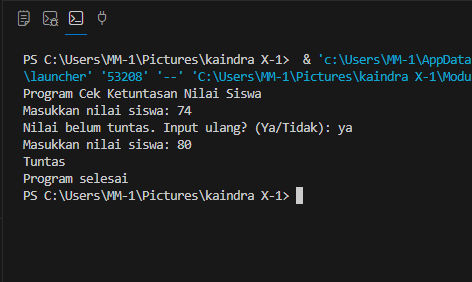 PS C:\Users\MM-1\Pictures\kaindra X-1>  & 'c:\Users\MM-1\AppData
\launcher' '53208' '--' 'C:\Users\MM-1\Pictures\kaindra X-1\Modu
Program Cek Ketuntasan Nilai Siswa
Masukkan nilai siswa: 74
Nilai belum tuntas. Input ulang? (Ya/Tidak): ya
Masukkan nilai siswa: 80
Tuntas
Program selesai
PS C:\Users\MM-1\Pictures\kaindra X-1>